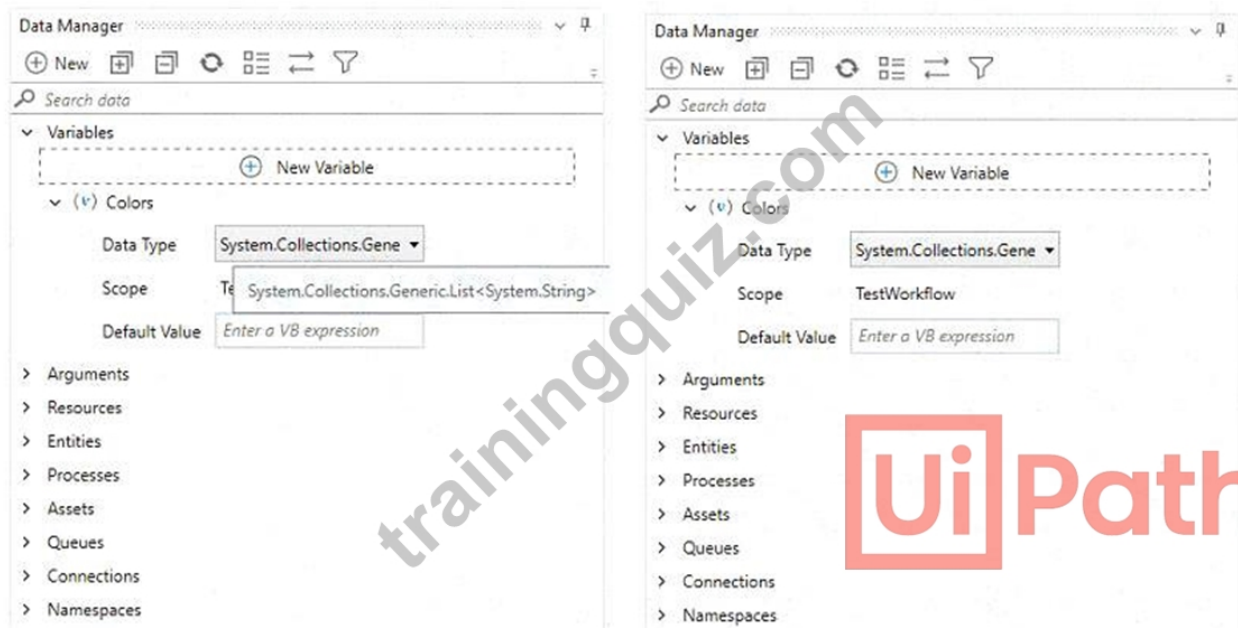 Data Manager
New
Search data
Variables
New Variable
(v) Colors
Data Type System.Collections.Gene
Scope Te
System.Collections.Generic.List<System.String>
Default Value Enter a VB expression
Arguments
Resources
Entities
Processes
Assets
Queues
Connections
Namespaces
Data Manager
New
Search data
Variables
New Variable
(v) Colors
Data Type System.Collections.Gene
Scope TestWorkflow
Default Value Enter a VB expression
Arguments
Resources
Entities
Processes
Assets
Queues
Connections
Namespaces
trainingquiz.com
UiPath